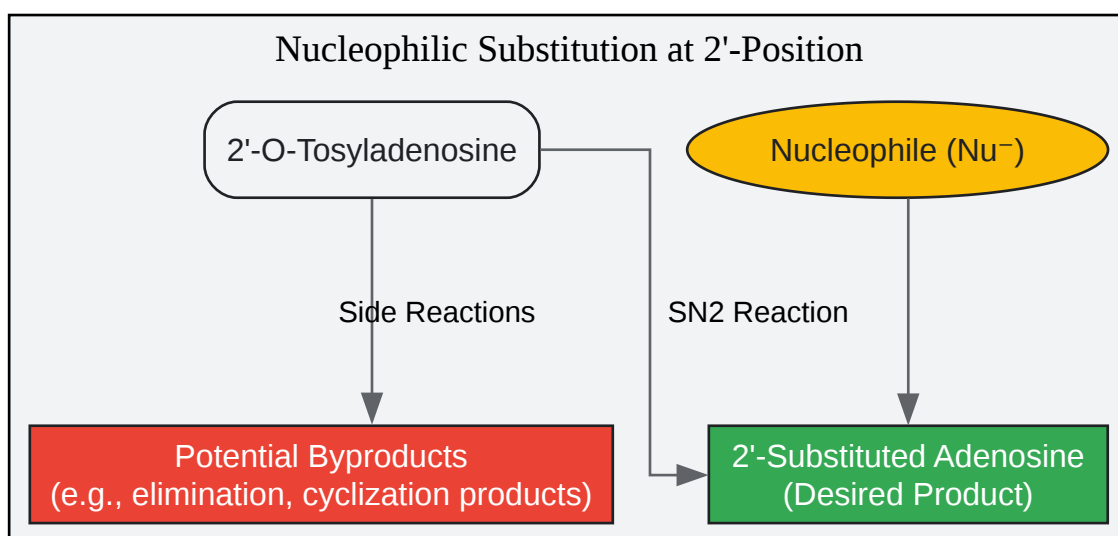 Nucleophilic Substitution at 2'-Position
2'-O-Tosyladenosine
Nucleophile (Nu⁻)
Side Reactions
SN2 Reaction
Potential Byproducts
(e.g., elimination, cyclization products)
2'-Substituted Adenosine
(Desired Product)